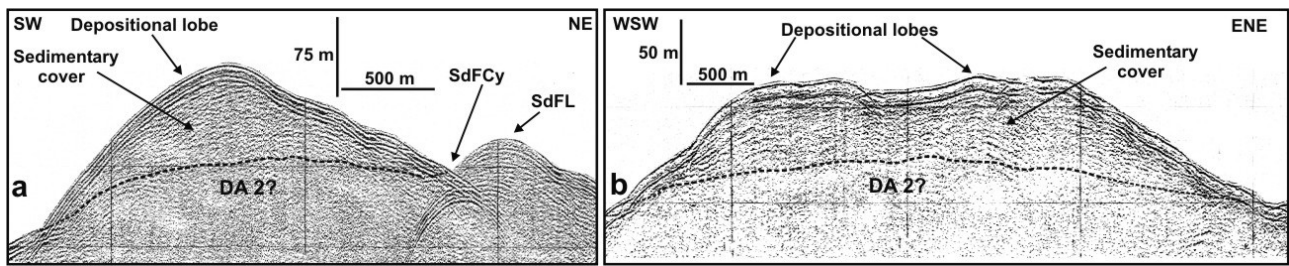 SW
Depositional lobe
NE
Sedimentary
cover
75 m
500 m
SdFCy
SdFL
a
DA 2?
WSW
Depositional lobes
ENE
50 m
500 m
Sedimentary
cover
b
DA 2?